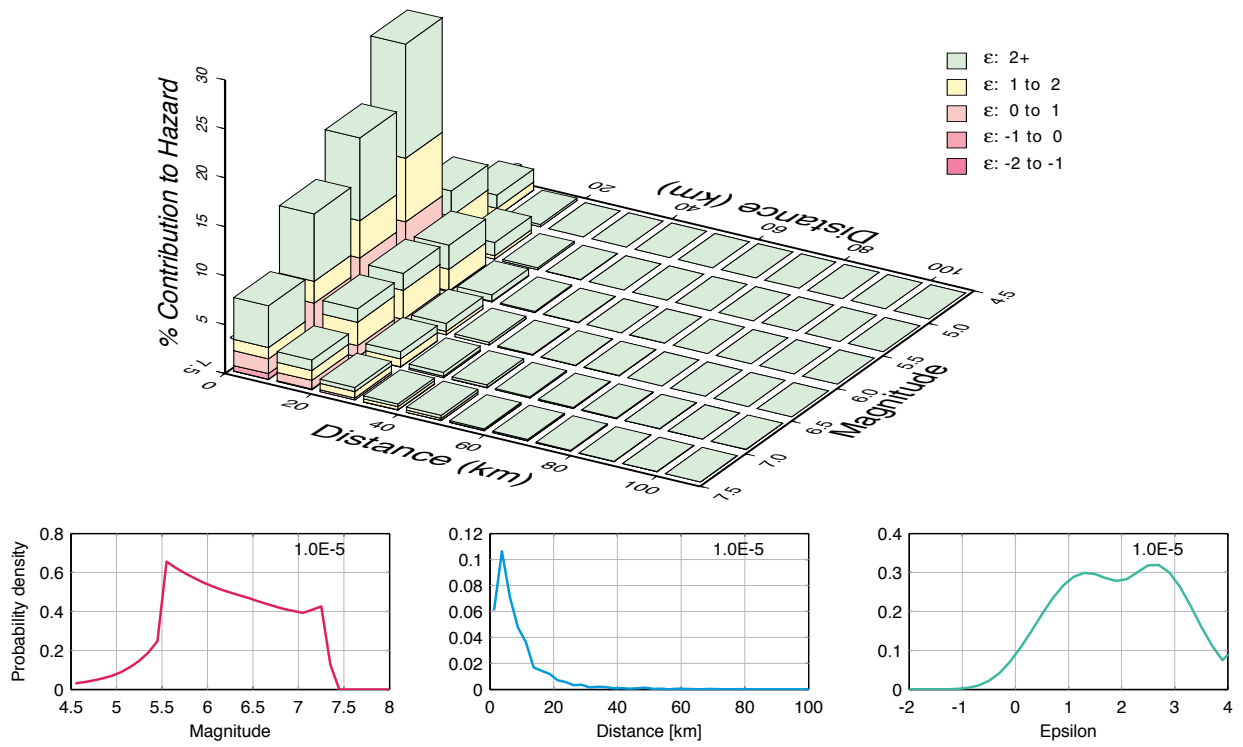 ε: 2+
ε: 1 to 2
ε: 0 to 1
ε: -1 to 0
ε: -2 to -1
% Contribution to Hazard
30
25
20
15
10
5
7.5
0
20
40
60
80
100
Distance (km)
20
40
60
80
100
Distance (km)
4.5
5.0
5.5
6.0
6.5
7.0
7.5
Magnitude
Probability density
0.8
0.6
0.4
0.2
0
1.0E-5
4.5 5 5.5 6 6.5 7 7.5 8
Magnitude
0.12
0.1
0.08
0.06
0.04
0.02
0
1.0E-5
0 20 40 60 80 100
Distance [km]
0.4
0.3
0.2
0.1
0
1.0E-5
-2 -1 0 1 2 3 4
Epsilon